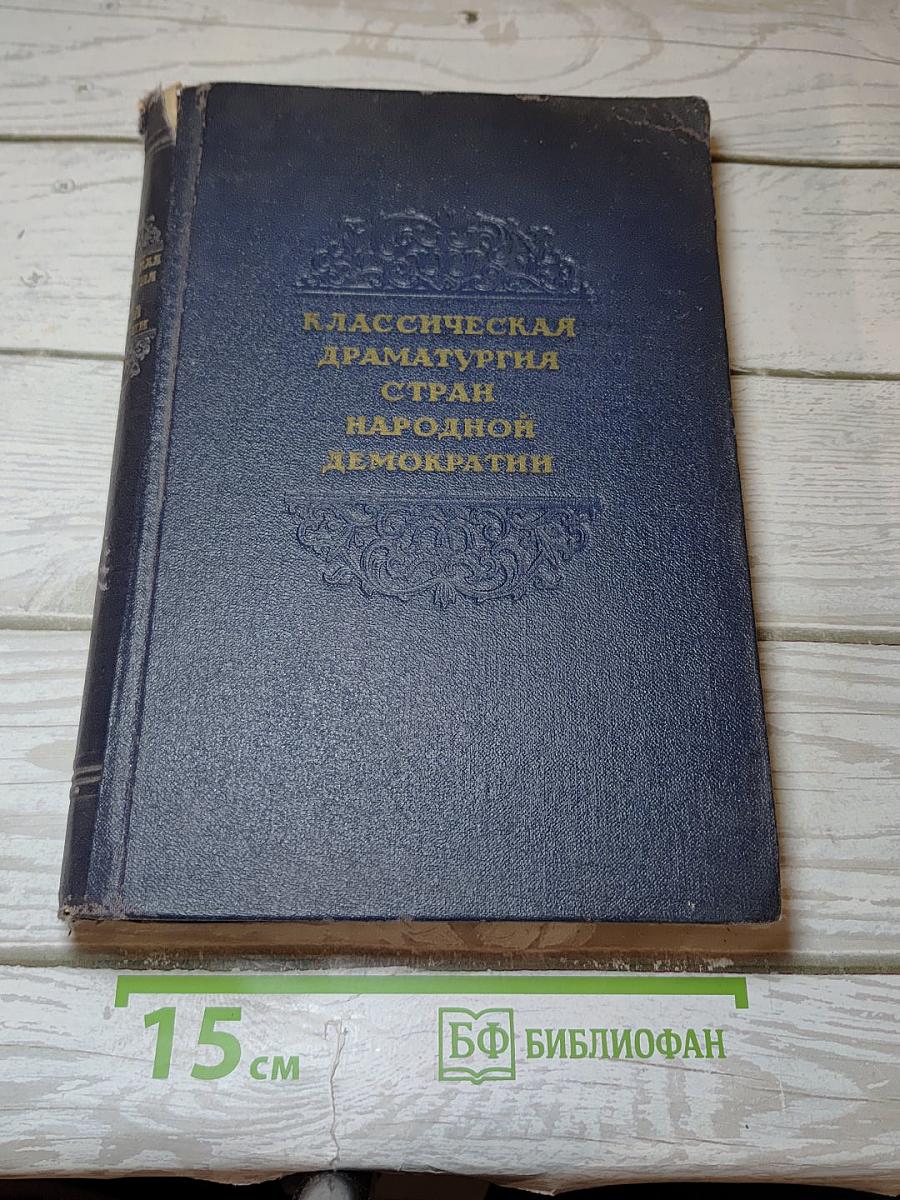 КЛАССИЧЕСКАЯ
ДРАМАТУРГИЯ
СТРАН
НАРОДНОЙ
ДЕМОКРАТИИ
15 см
БФ БИБЛИОФАН